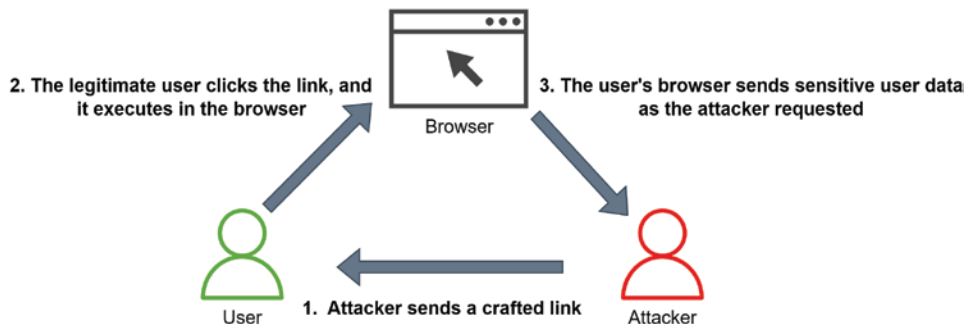 2. The legitimate user clicks the link, and
it executes in the browser
3. The user's browser sends sensitive user data
as the attacker requested
Browser
1. Attacker sends a crafted link
User
Attacker